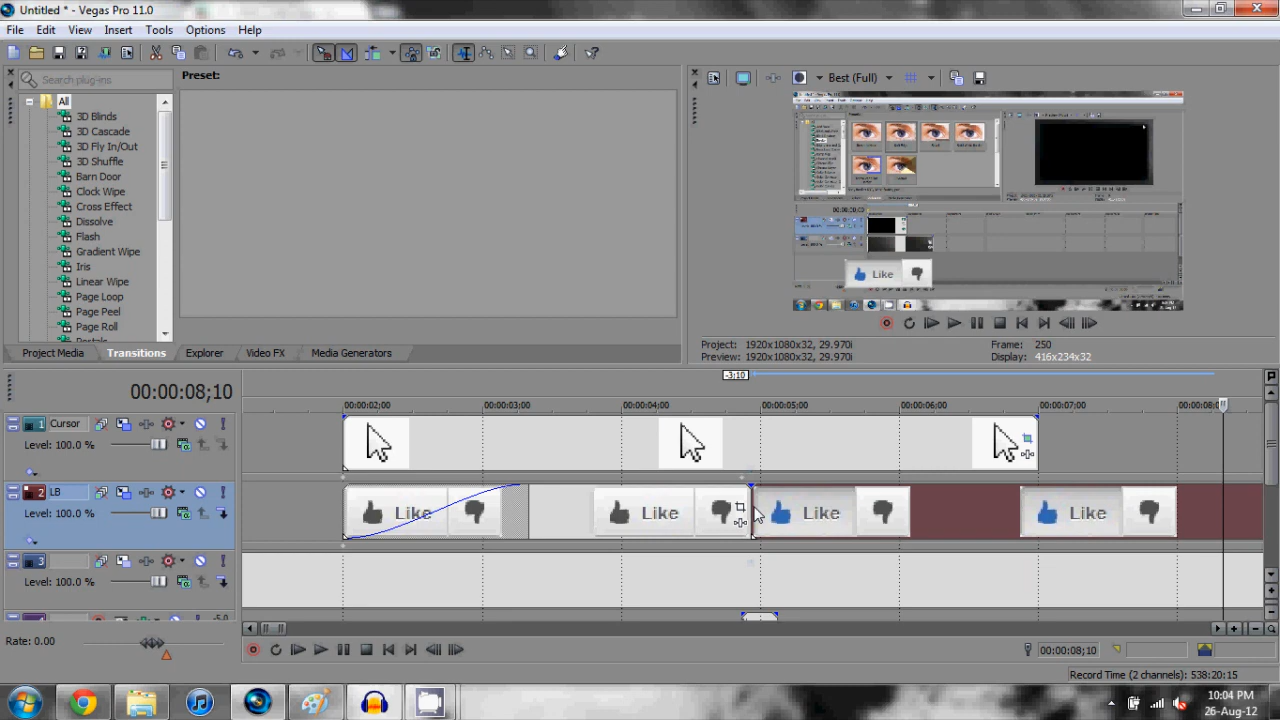 Untitled * - Vegas Pro 11.0
File Edit View Insert Tools Options Help
Search plug-ins
Preset:
Best (Full)
All
3D Blinds
3D Cascade
3D Fly In/Out
3D Shuffle
Barn Door
Clock Wipe
Cross Effect
Dissolve
Flash
Gradient Wipe
Iris
Linear Wipe
Page Loop
Page Peel
Page Roll
Portals
Like
Project: 1920x1080x32, 29.970i
Preview: 1920x1080x32, 29.970i
Frame: 250
Display: 416x234x32
Project Media Transitions Explorer Video FX Media Generators
-3;10
00:00:08;10
00:00:02;00 00:00:03;00 00:00:04;00 00:00:05;00 00:00:06;00 00:00:07;00 00:00:08;
1 Cursor
Level: 100.0 %
2 LB
Level: 100.0 %
Like Like Like Like
3
Level: 100.0 %
Rate: 0.00
00:00:08;10
Record Time (2 channels): 538:20:15
10:04 PM
26-Aug-12